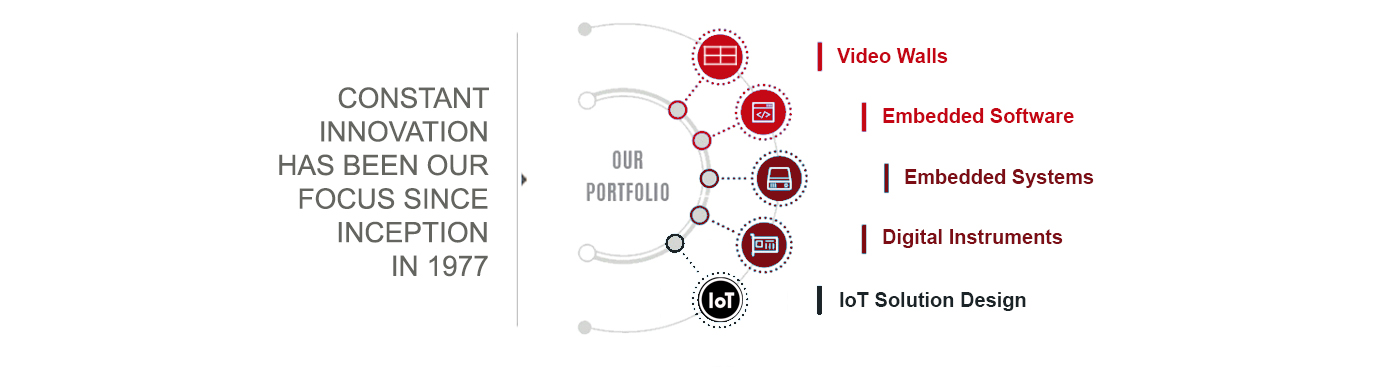 CONSTANT
INNOVATION
HAS BEEN OUR
FOCUS SINCE
INCEPTION
IN 1977
OUR
PORTFOLIO
Video Walls
</>
Embedded Software
Embedded Systems
Digital Instruments
IoT
IoT Solution Design